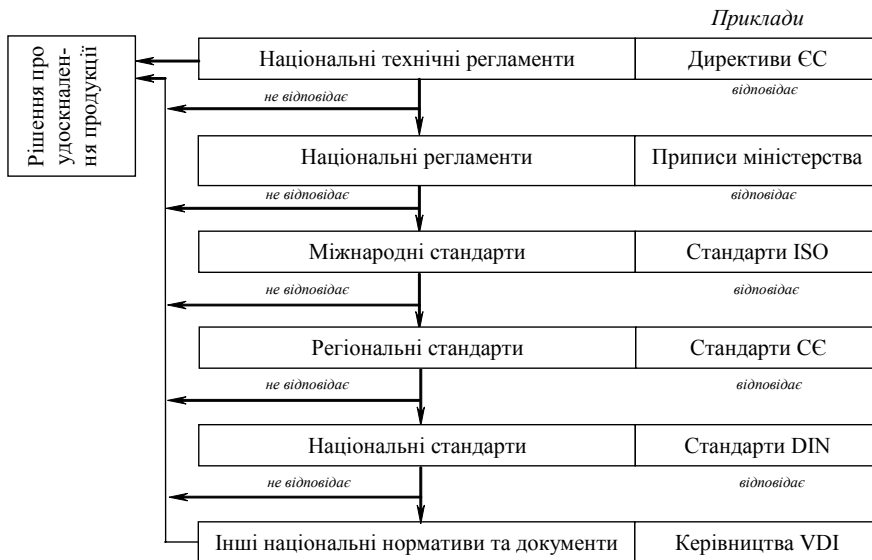 Приклади
Рішення про
удоскнален-
ня продукції
Національні технічні регламенти
Директиви ЄС
не відповідає
відповідає
Національні регламенти
Приписи міністерства
не відповідає
відповідає
Міжнародні стандарти
Стандарти ISO
не відповідає
відповідає
Регіональні стандарти
Стандарти СЄ
не відповідає
відповідає
Національні стандарти
Стандарти DIN
не відповідає
відповідає
Інші національні нормативи та документи
Керівництва VDI